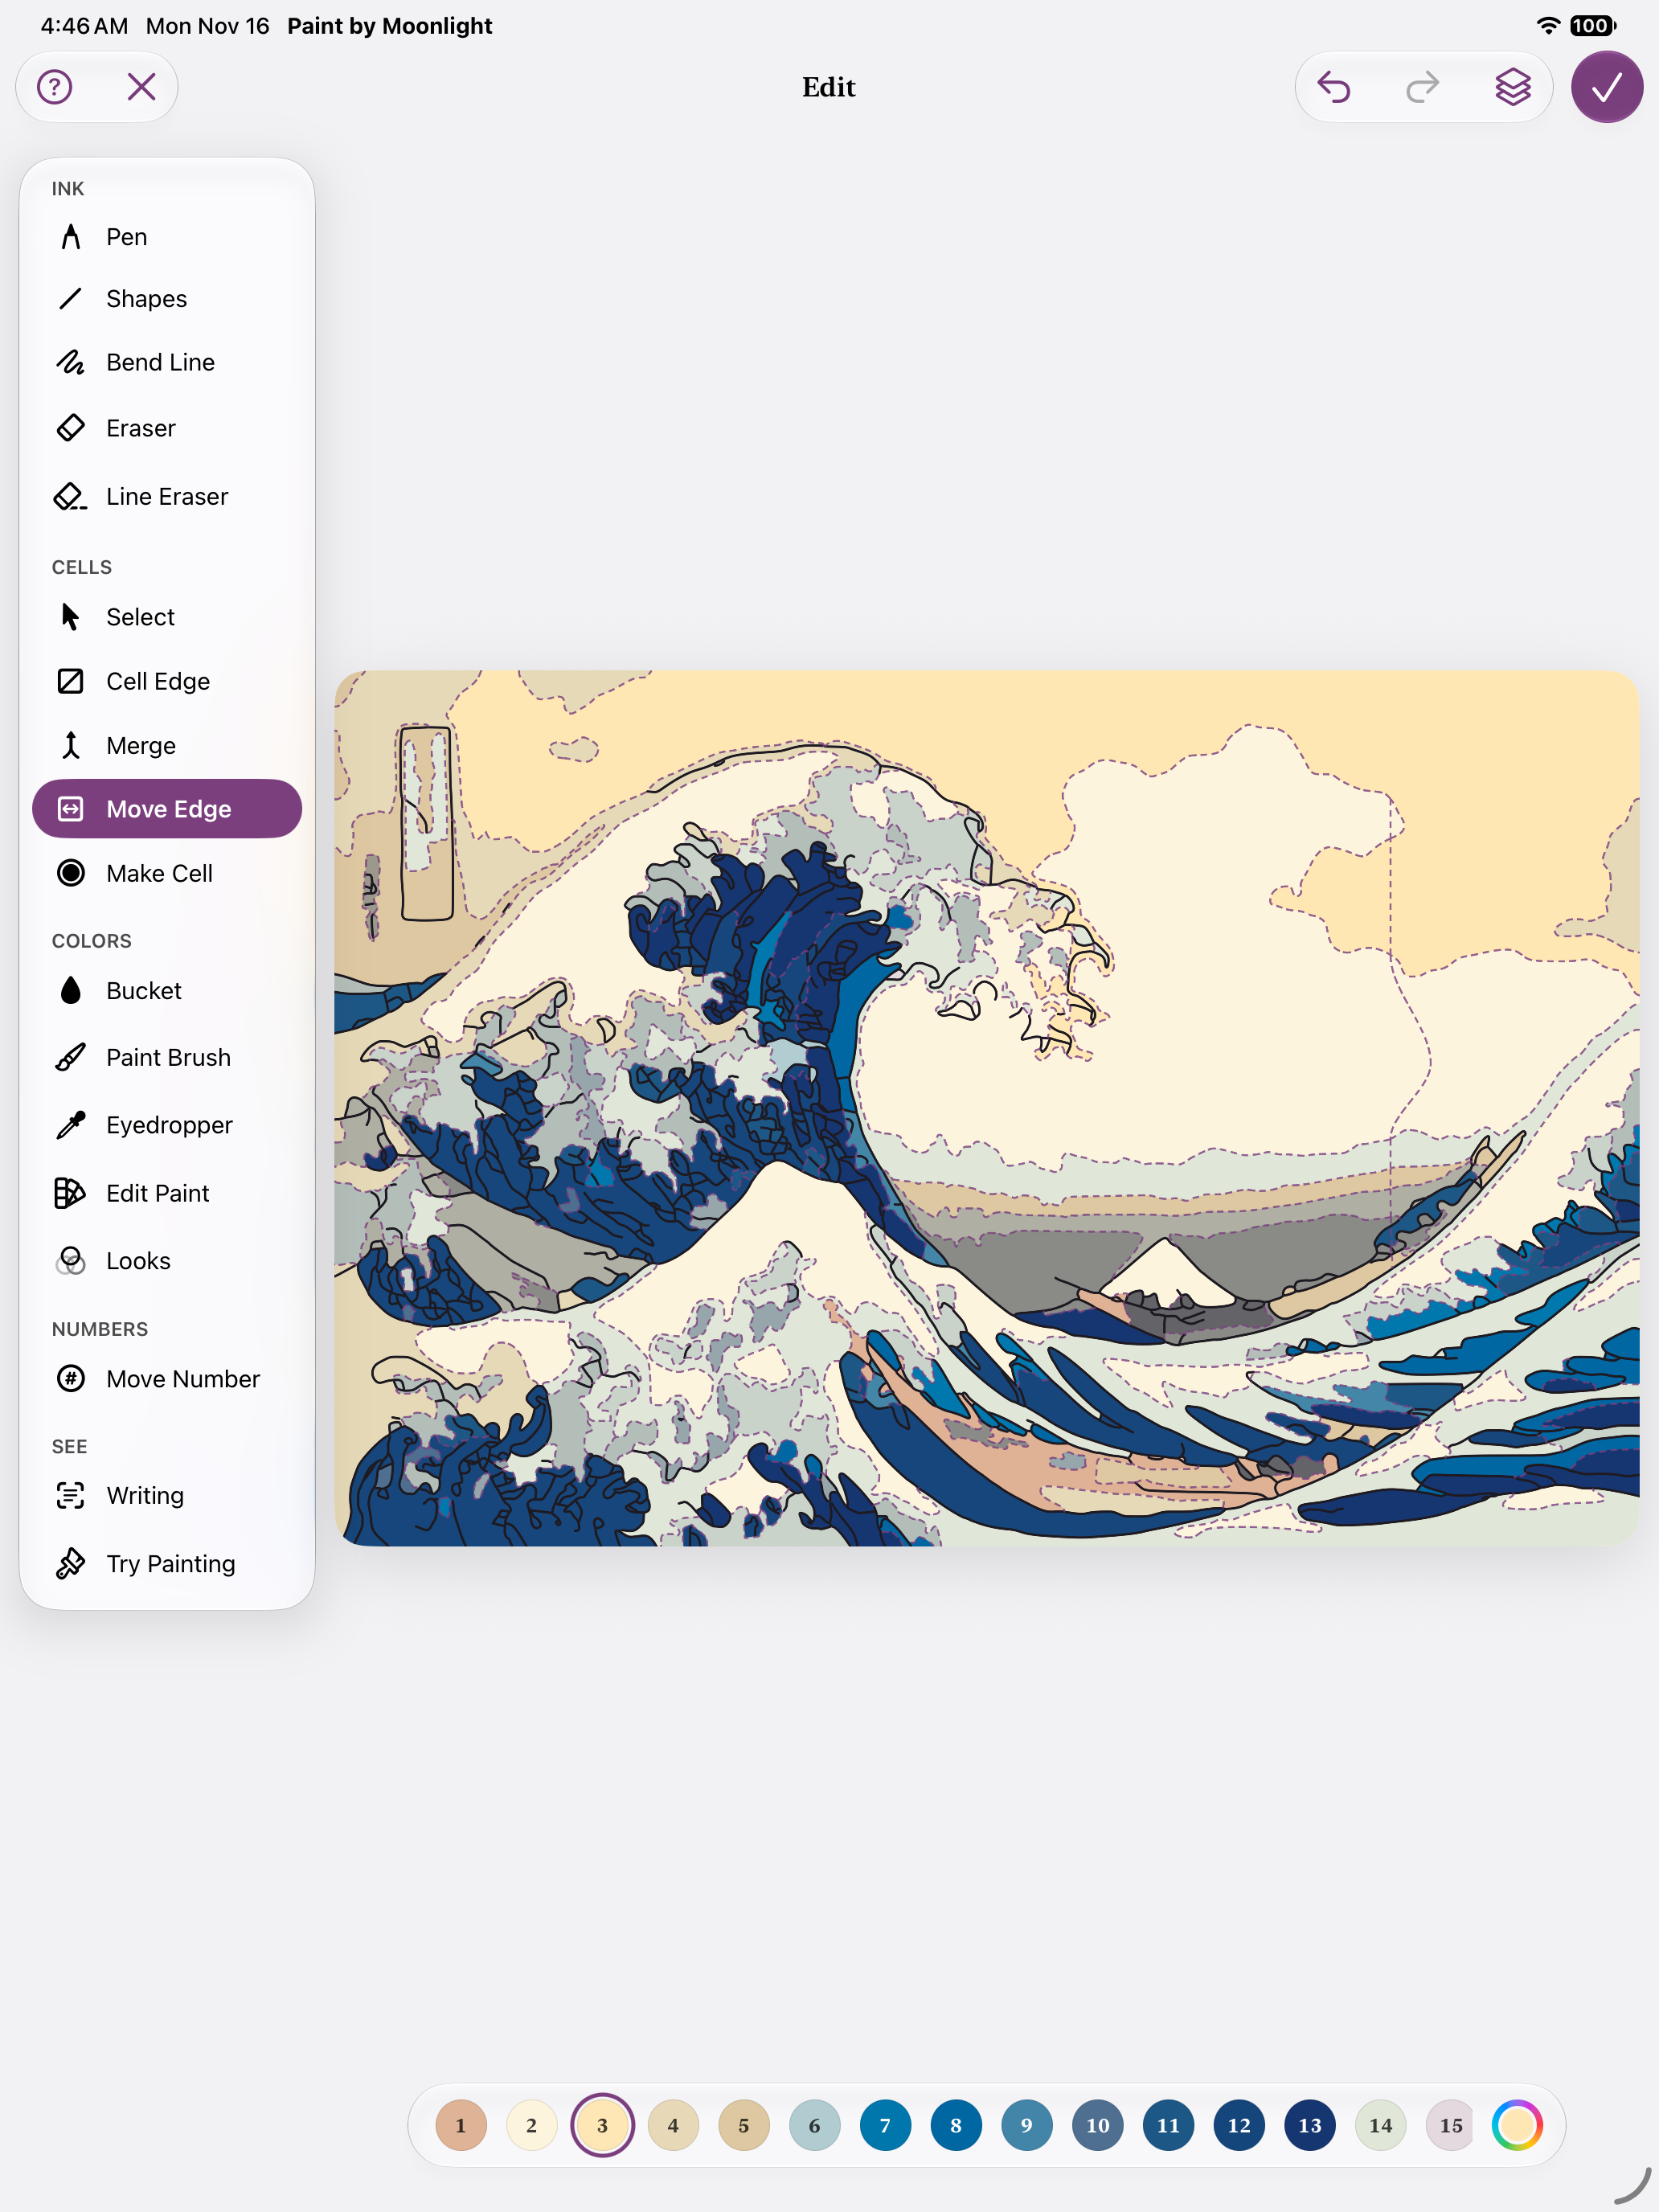 4:46 AM Mon Nov 16 Paint by Moonlight
100
Edit
INK
Pen
Shapes
Bend Line
Eraser
Line Eraser
CELLS
Select
Cell Edge
Merge
Move Edge
Make Cell
COLORS
Bucket
Paint Brush
Eyedropper
Edit Paint
Looks
NUMBERS
# Move Number
SEE
Writing
Try Painting
1 2 3 4 5 6 7 8 9 10 11 12 13 14 15